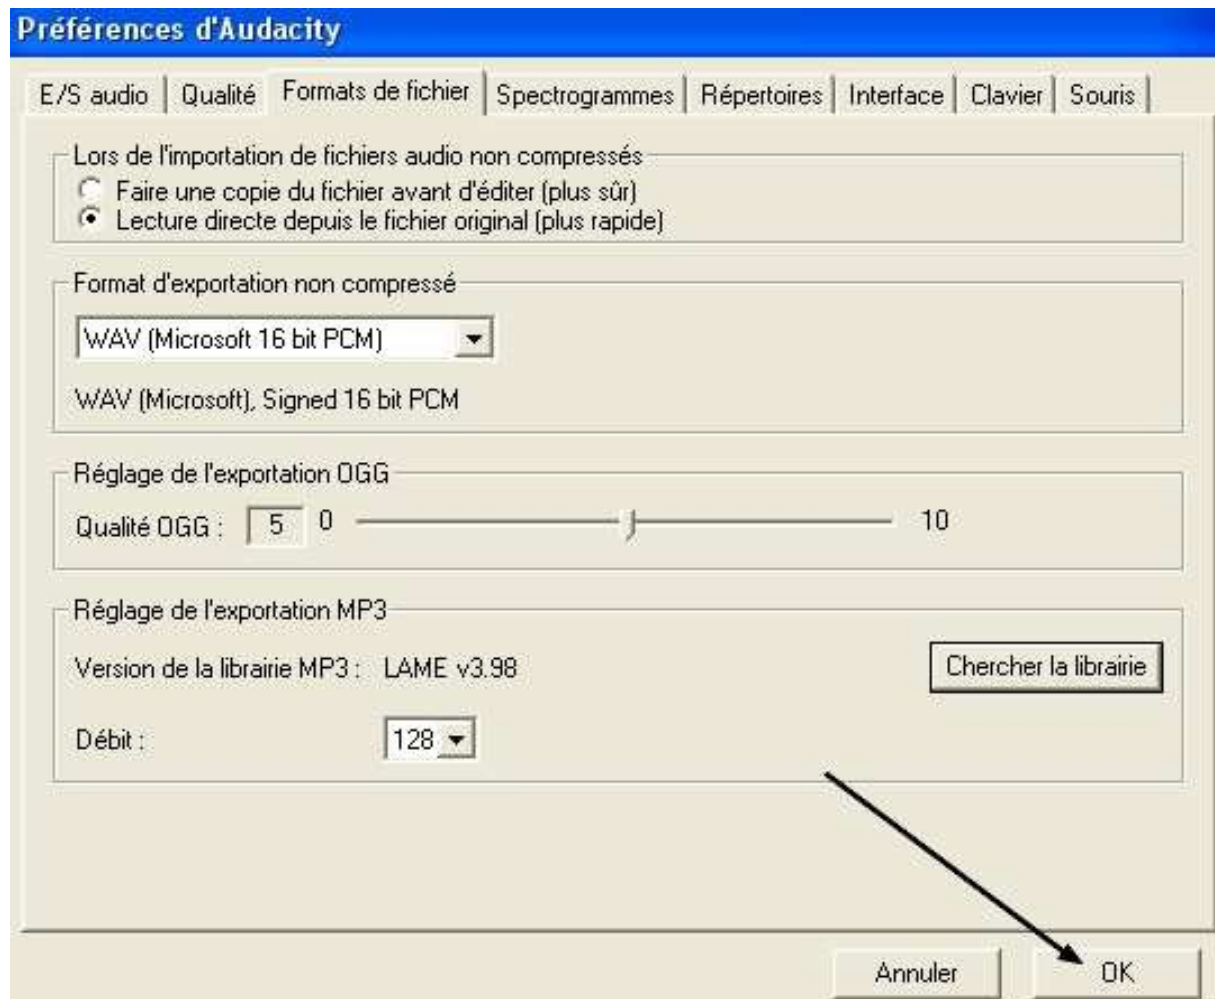 Préférences d'Audacity
E/S audio Qualité Formats de fichier Spectrogrammes Répertoires Interface Clavier Souris
Lors de l'importation de fichiers audio non compressés
Faire une copie du fichier avant d'éditer (plus sûr)
Lecture directe depuis le fichier original (plus rapide)
Format d'exportation non compressé
WAV (Microsoft 16 bit PCM)
WAV (Microsoft), Signed 16 bit PCM
Réglage de l'exportation OGG
Qualité OGG : 5 0 10
Réglage de l'exportation MP3
Version de la librairie MP3 : LAME v3.98 Chercher la librairie
Débit : 128
Annuler OK